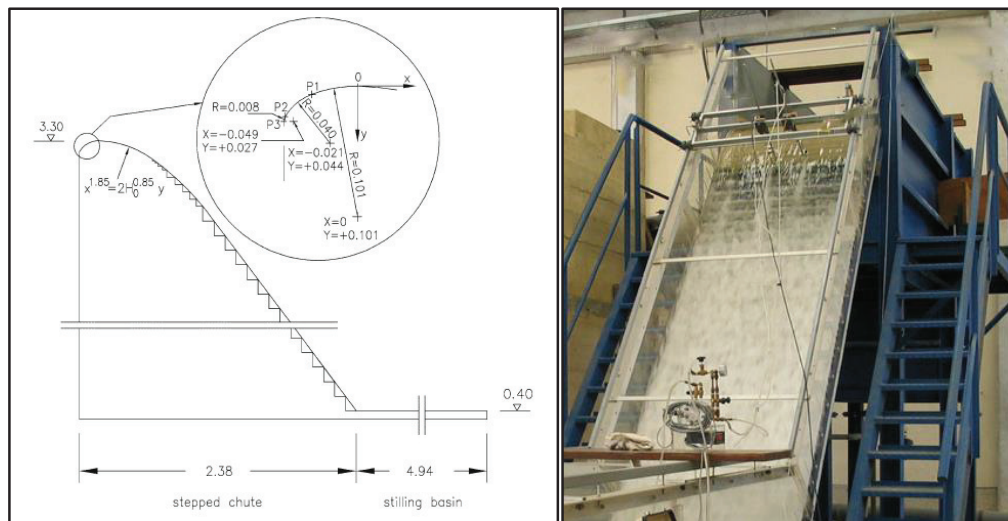 0
x
P1
R=0.008
P2
P3
R=0.040
y
X=-0.049
Y=+0.027
X=-0.021
Y=+0.044
R=0.101
X=0
Y=+0.101
3.30
x^1.85=2H_0^0.85 y
0.40
2.38
4.94
stepped chute
stilling basin